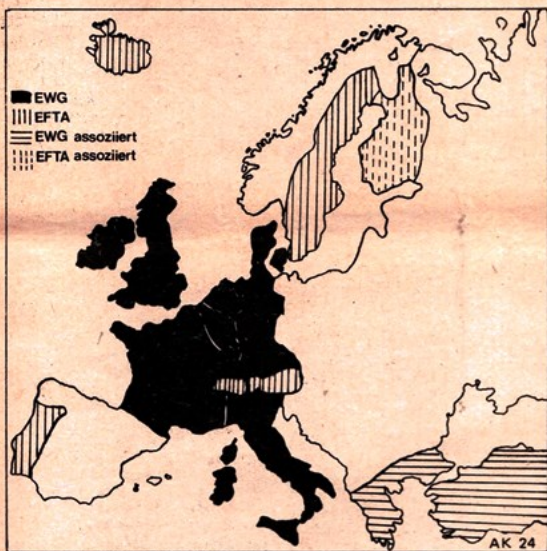 EWG
EFTA
EWG assoziiert
EFTA assoziiert
AK 24